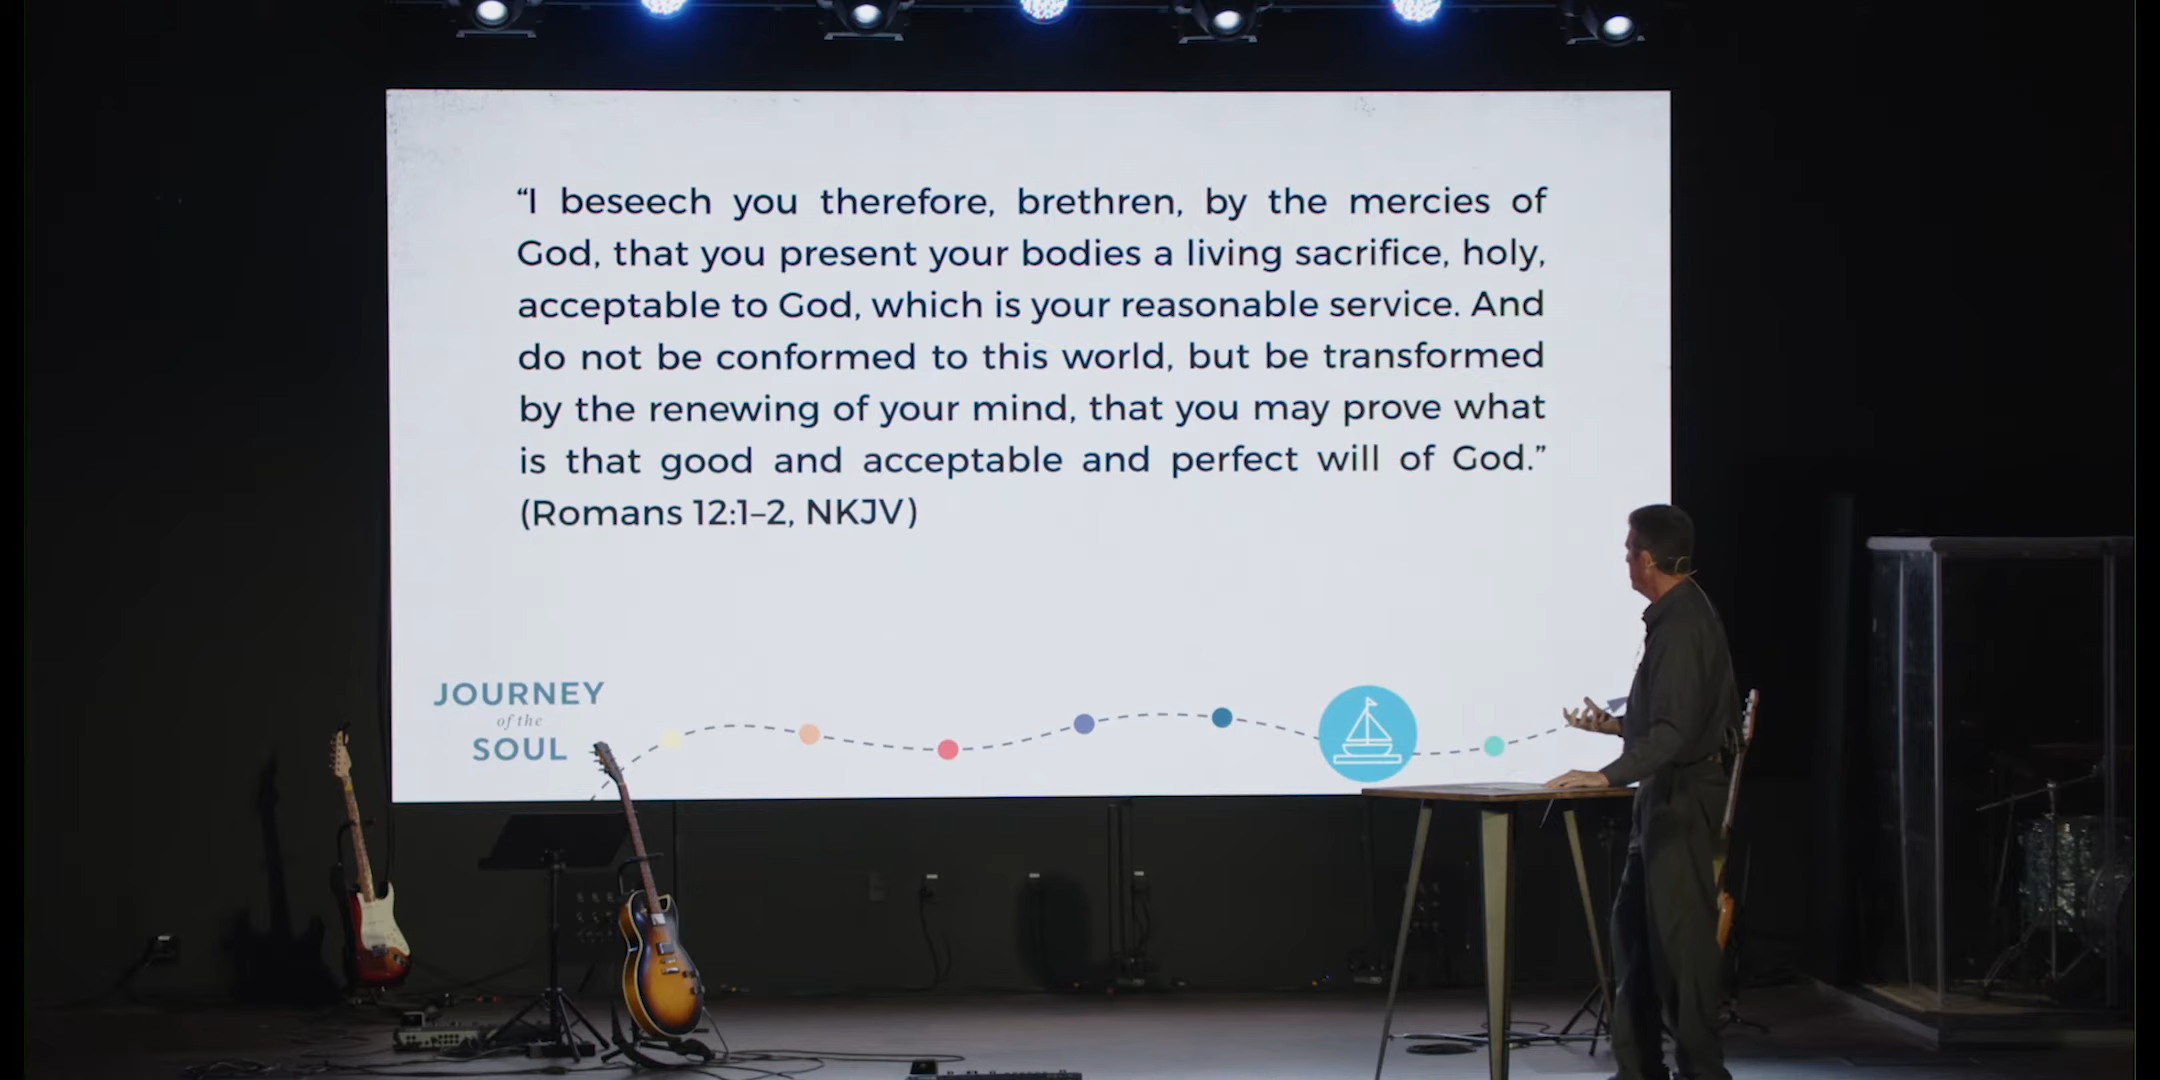 “I beseech you therefore, brethren, by the mercies of
God, that you present your bodies a living sacrifice, holy,
acceptable to God, which is your reasonable service. And
do not be conformed to this world, but be transformed
by the renewing of your mind, that you may prove what
is that good and acceptable and perfect will of God.”
(Romans 12:1–2, NKJV)
JOURNEY
of the
SOUL